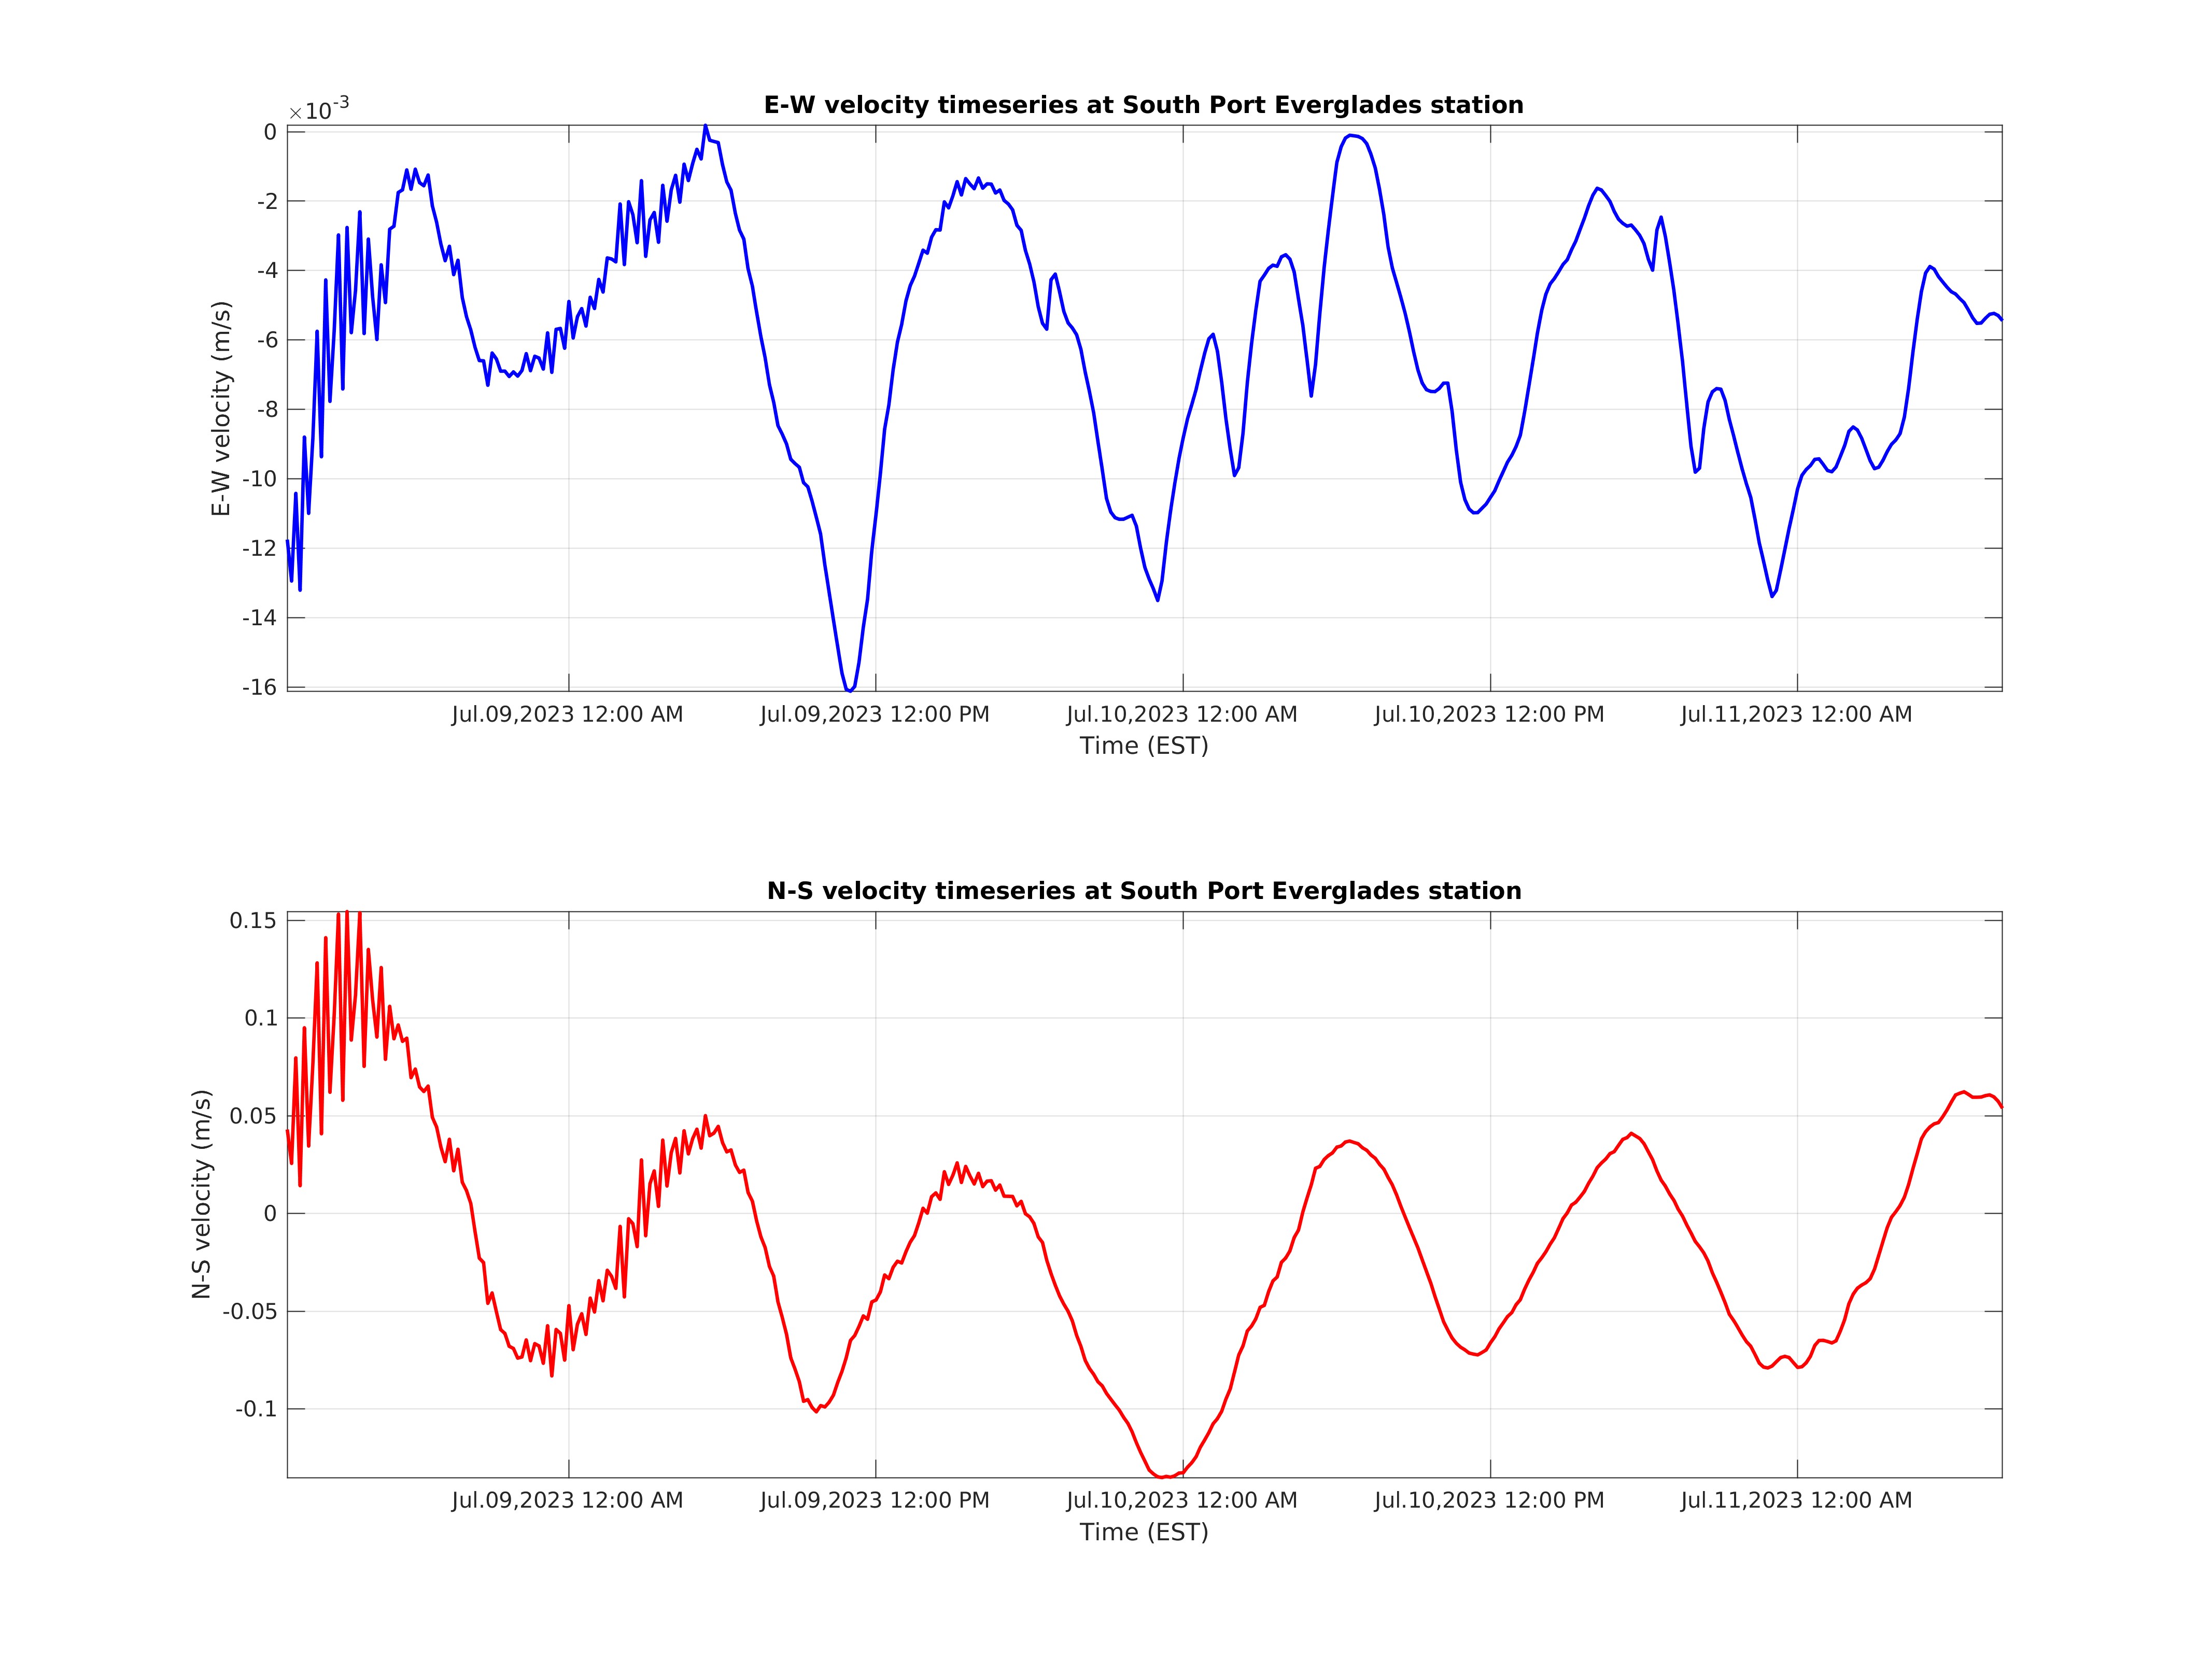 E-W velocity timeseries at South Port Everglades station
×10-3
0
-2
-4
-6
-8
-10
-12
-14
-16
E-W velocity (m/s)
Jul.09,2023 12:00 AM Jul.09,2023 12:00 PM Jul.10,2023 12:00 AM Jul.10,2023 12:00 PM Jul.11,2023 12:00 AM
Time (EST)
N-S velocity timeseries at South Port Everglades station
0.15
0.1
0.05
0
-0.05
-0.1
N-S velocity (m/s)
Jul.09,2023 12:00 AM Jul.09,2023 12:00 PM Jul.10,2023 12:00 AM Jul.10,2023 12:00 PM Jul.11,2023 12:00 AM
Time (EST)